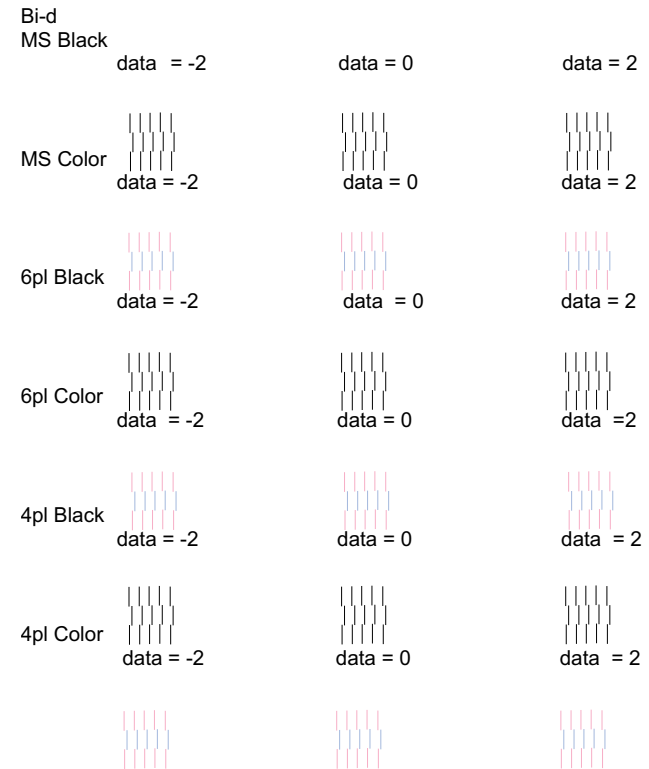 Bi-d
MS Black
data = -2 data = 0 data = 2
MS Color
data = -2 data = 0 data = 2
6pl Black
data = -2 data = 0 data = 2
6pl Color
data = -2 data = 0 data =2
4pl Black
data = -2 data = 0 data = 2
4pl Color
data = -2 data = 0 data = 2